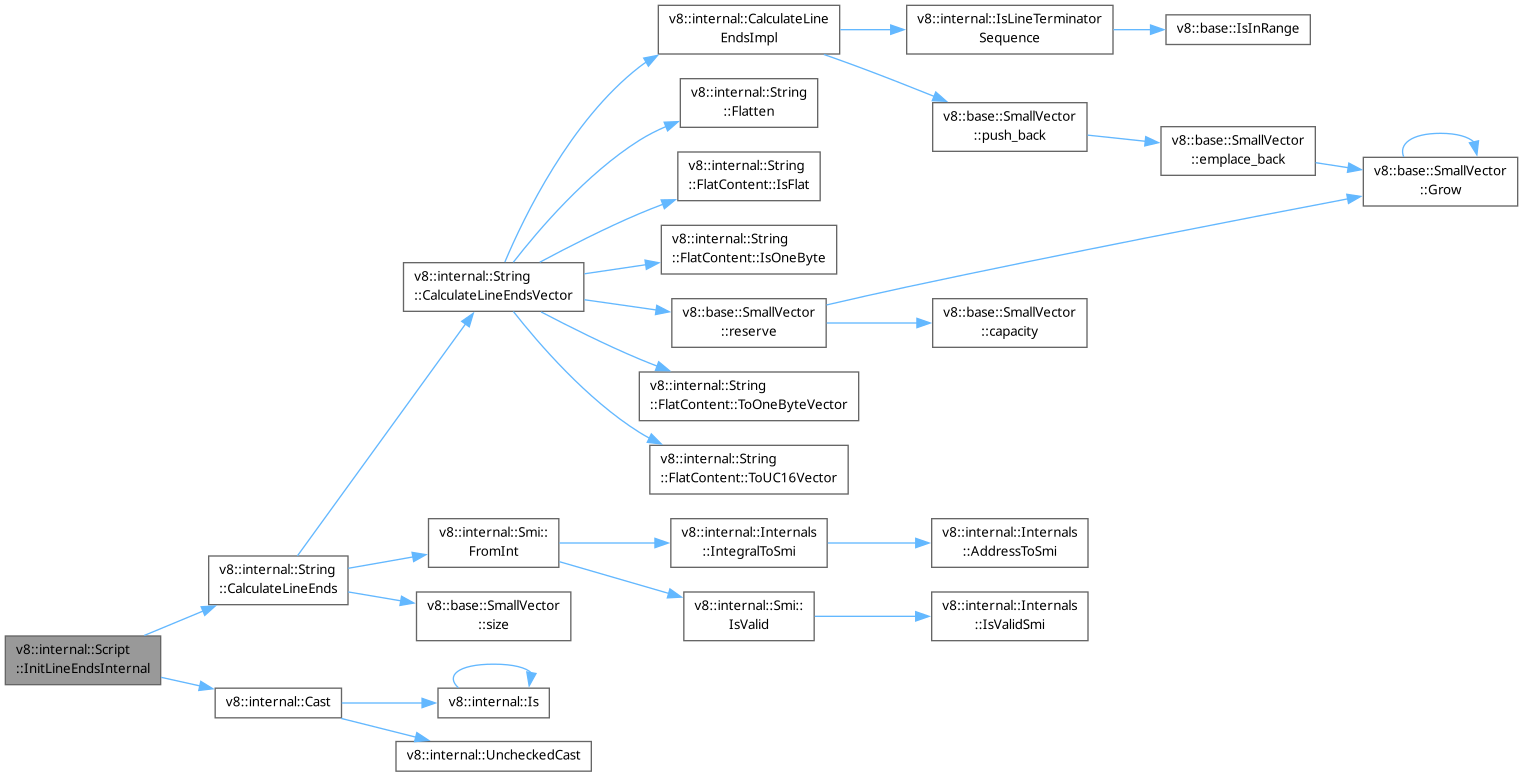 v8::internal::CalculateLine
EndsImpl
v8::internal::IsLineTerminator
Sequence
v8::base::IsInRange
v8::internal::String
::Flatten
v8::base::SmallVector
::push_back
v8::base::SmallVector
::emplace_back
v8::base::SmallVector
::Grow
v8::internal::String
::FlatContent::IsFlat
v8::internal::String
::FlatContent::IsOneByte
v8::internal::String
::CalculateLineEndsVector
v8::base::SmallVector
::reserve
v8::base::SmallVector
::capacity
v8::internal::String
::FlatContent::ToOneByteVector
v8::internal::String
::FlatContent::ToUC16Vector
v8::internal::Smi::
FromInt
v8::internal::Internals
::IntegralToSmi
v8::internal::Internals
::AddressToSmi
v8::internal::String
::CalculateLineEnds
v8::base::SmallVector
::size
v8::internal::Smi::
IsValid
v8::internal::Internals
::IsValidSmi
v8::internal::Script
::InitLineEndsInternal
v8::internal::Cast
v8::internal::Is
v8::internal::UncheckedCast